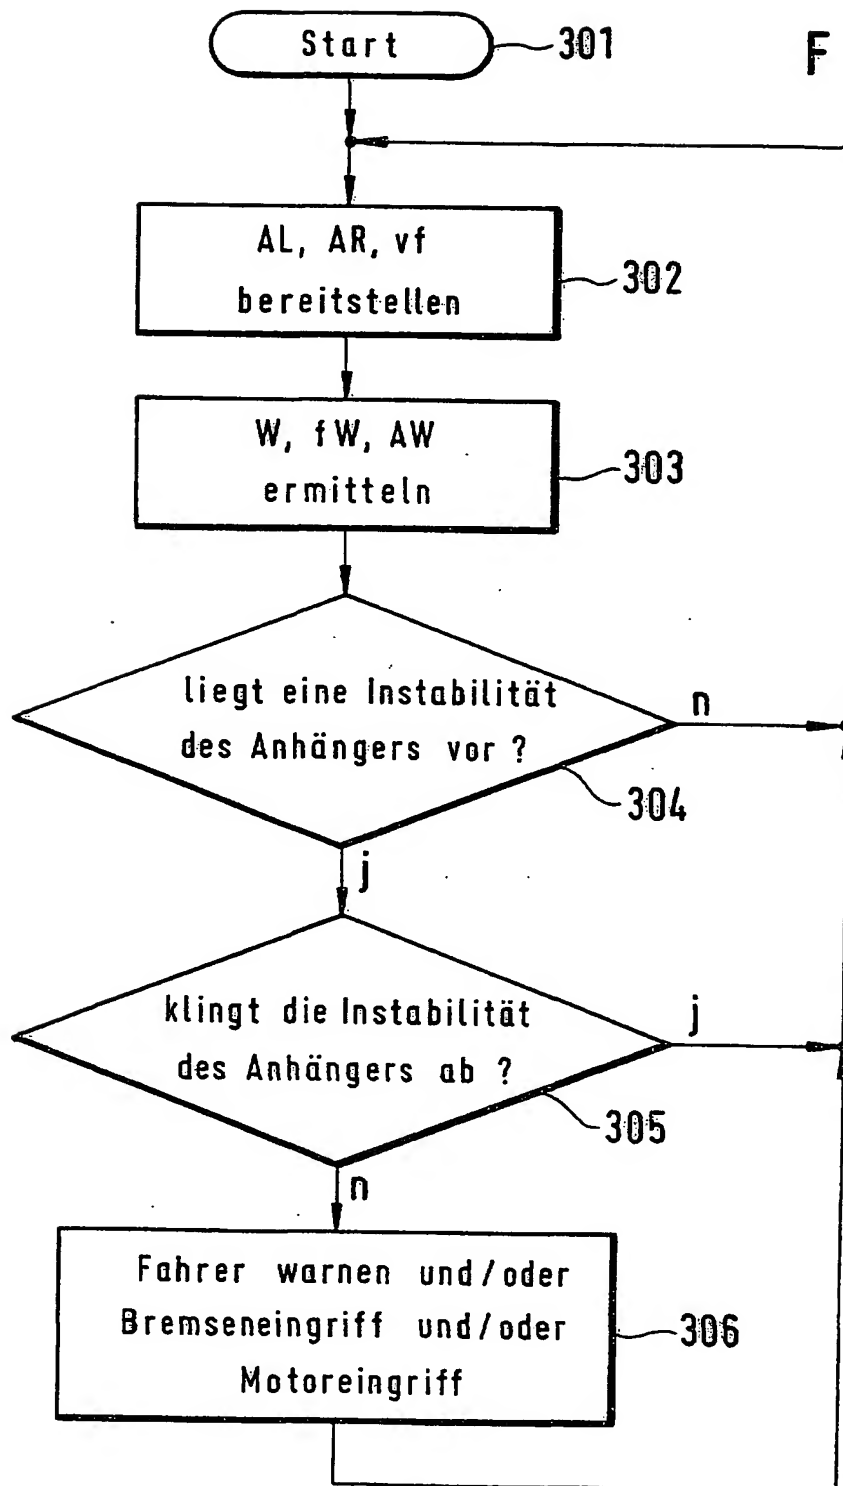 Start
301
F
AL, AR, vf
bereitstellen
302
W, fW, AW
ermitteln
303
liegt eine Instabilität
des Anhängers vor ?
n
304
j
klingt die Instabilität
des Anhängers ab ?
j
305
n
Fahrer warnen und/oder
Bremseneingriff und/oder
Motoreingriff
306